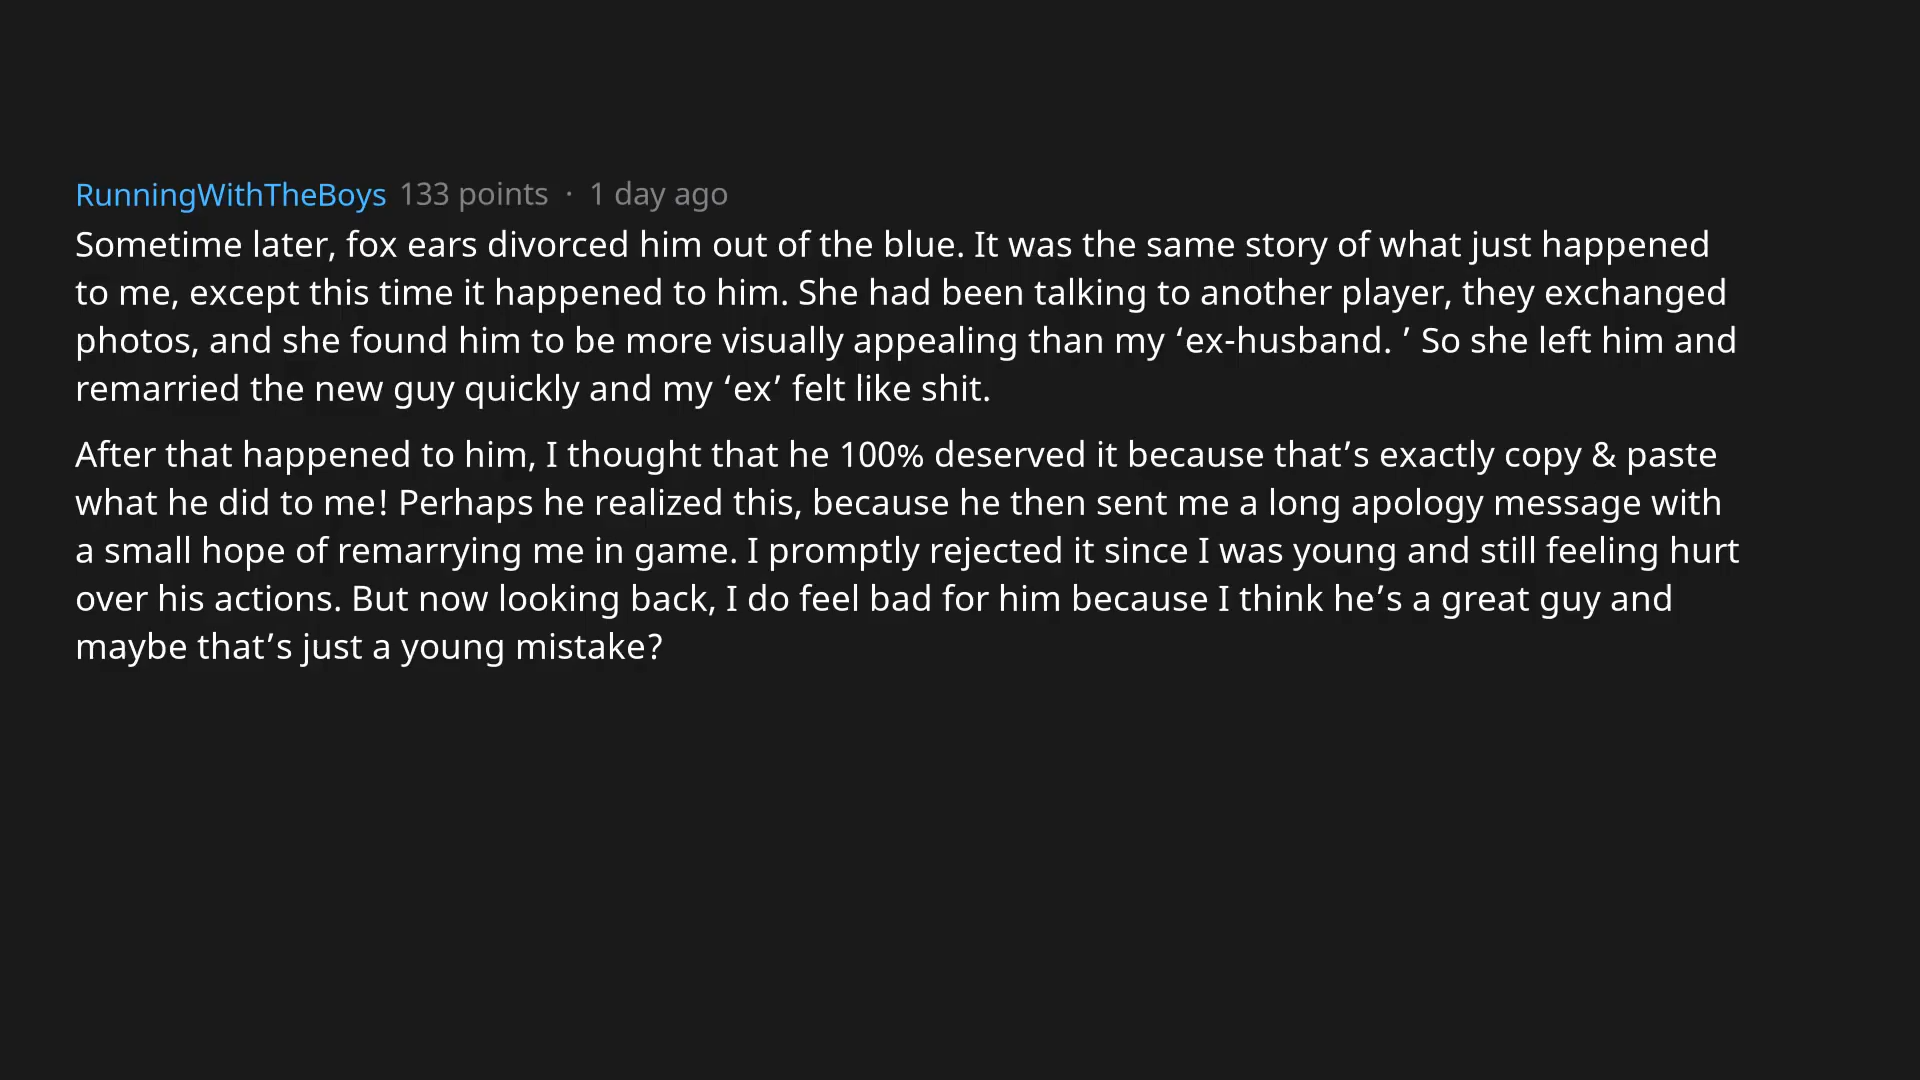 RunningWithTheBoys 133 points · 1 day ago
Sometime later, fox ears divorced him out of the blue. It was the same story of what just happened
to me, except this time it happened to him. She had been talking to another player, they exchanged
photos, and she found him to be more visually appealing than my ‘ex-husband. ’ So she left him and
remarried the new guy quickly and my ‘ex’ felt like shit.
After that happened to him, I thought that he 100% deserved it because that’s exactly copy & paste
what he did to me! Perhaps he realized this, because he then sent me a long apology message with
a small hope of remarrying me in game. I promptly rejected it since I was young and still feeling hurt
over his actions. But now looking back, I do feel bad for him because I think he’s a great guy and
maybe that’s just a young mistake?